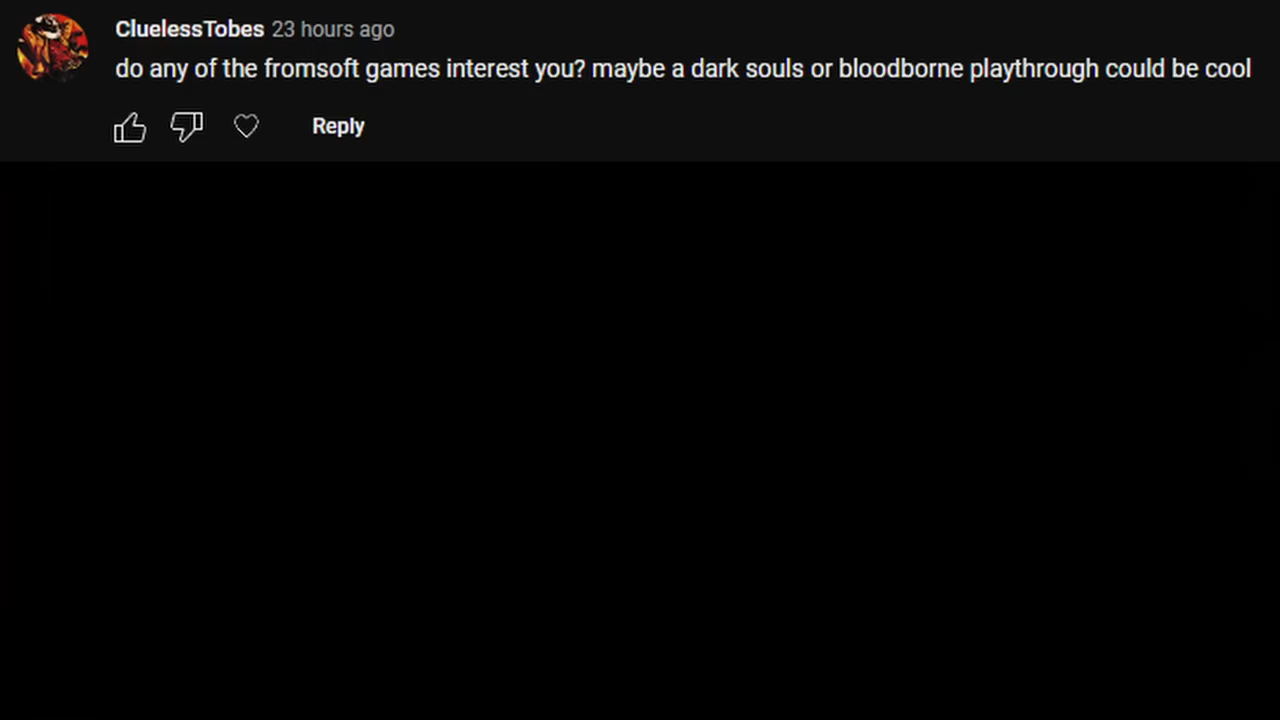 CluelessTobes 23 hours ago
do any of the fromsoft games interest you? maybe a dark souls or bloodborne playthrough could be cool
Reply